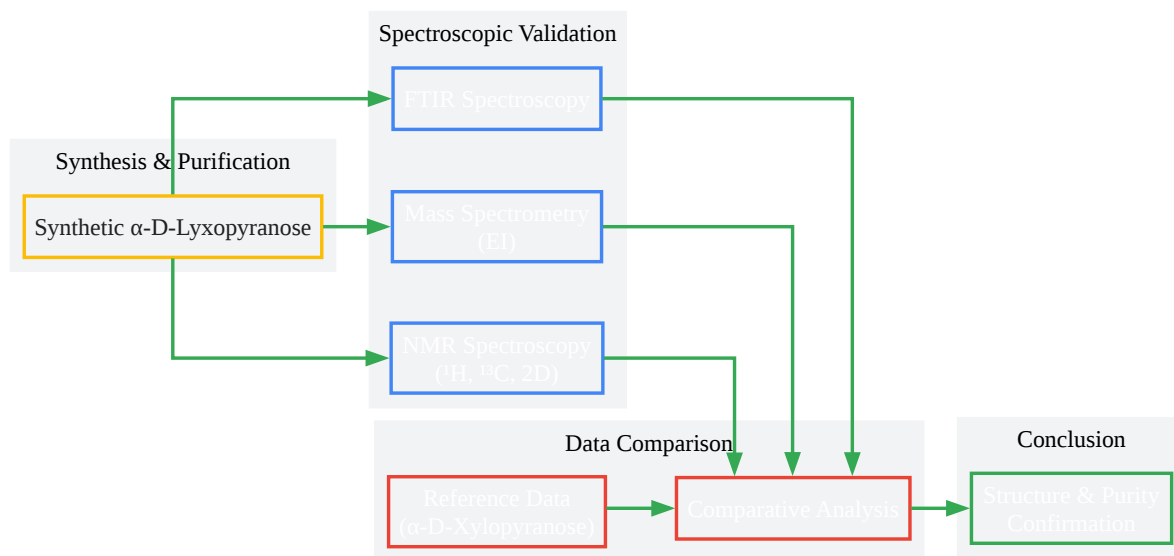 Spectroscopic Validation
FTIR Spectroscopy
Synthesis & Purification
Synthetic α-D-Lyxopyranose
Mass Spectrometry
(EI)
NMR Spectroscopy
(¹H, ¹³C, 2D)
Data Comparison
Reference Data
(α-D-Xylopyranose)
Comparative Analysis
Conclusion
Structure & Purity
Confirmation